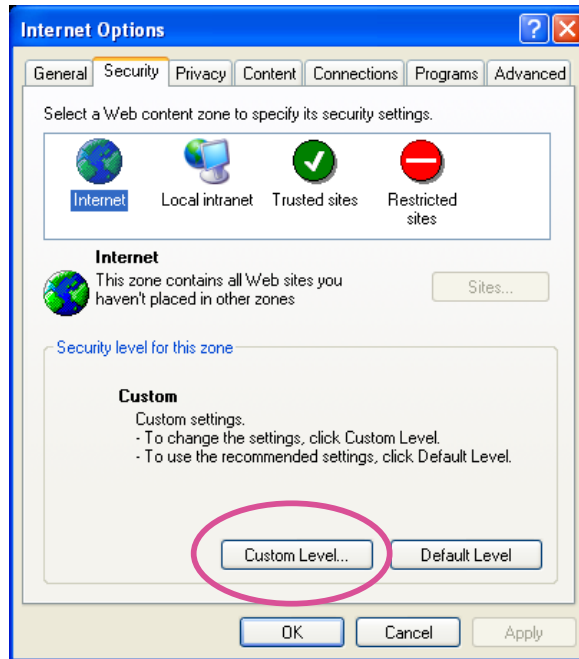 Internet Options
General Security Privacy Content Connections Programs Advanced
Select a Web content zone to specify its security settings.
Internet Local intranet Trusted sites Restricted
sites
Internet
This zone contains all Web sites you
haven't placed in other zones
Sites...
Security level for this zone
Custom
Custom settings.
- To change the settings, click Custom Level.
- To use the recommended settings, click Default Level.
Custom Level... Default Level
OK Cancel Apply